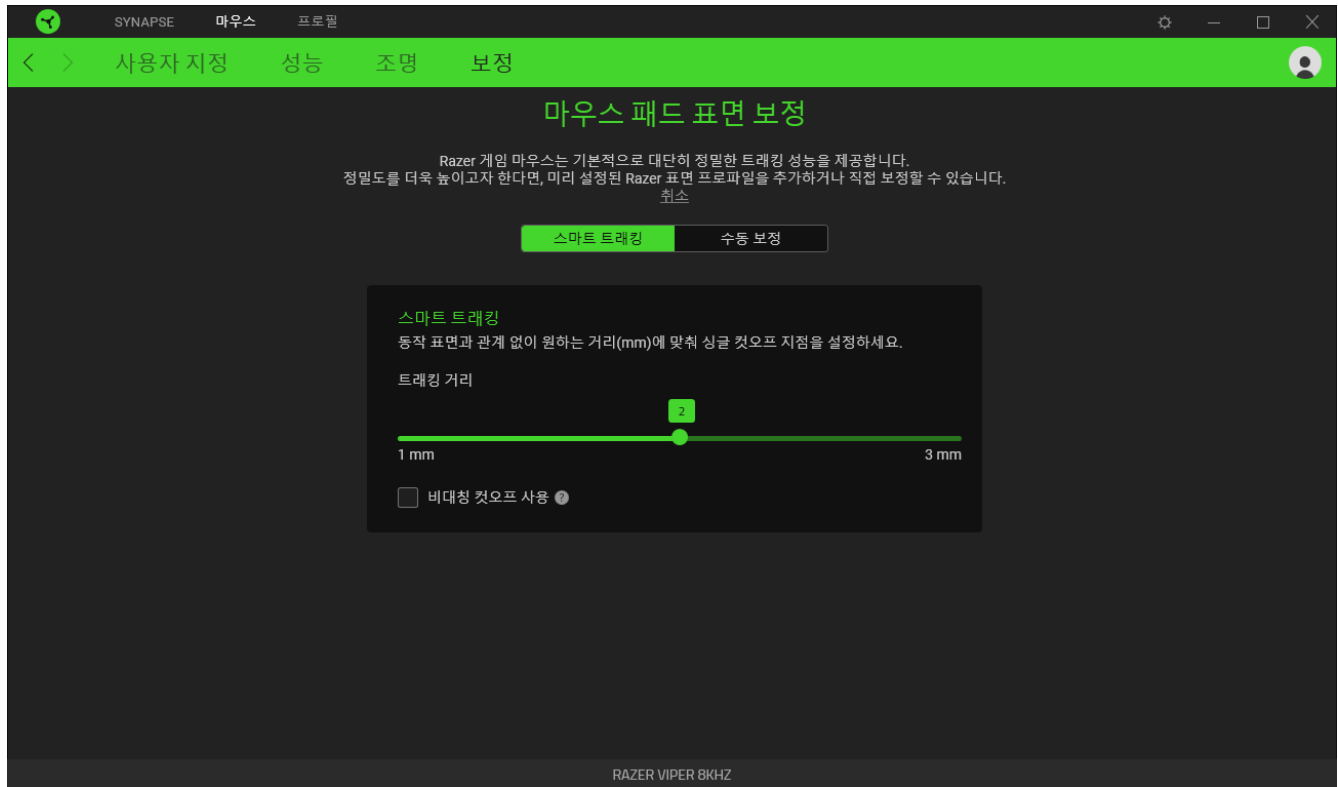 SYNAPSE 마우스 프로필
사용자 지정 성능 조명 보정
마우스 패드 표면 보정
Razer 게임 마우스는 기본적으로 대단히 정밀한 트래킹 성능을 제공합니다.
정밀도를 더욱 높이고자 한다면, 미리 설정된 Razer 표면 프로파일을 추가하거나 직접 보정할 수 있습니다.
취소
스마트 트래킹 수동 보정
스마트 트래킹
동작 표면과 관계 없이 원하는 거리(mm)에 맞춰 싱글 컷오프 지점을 설정하세요.
트래킹 거리
2
1 mm 3 mm
비대칭 컷오프 사용 ?
RAZER VIPER 8KHZ